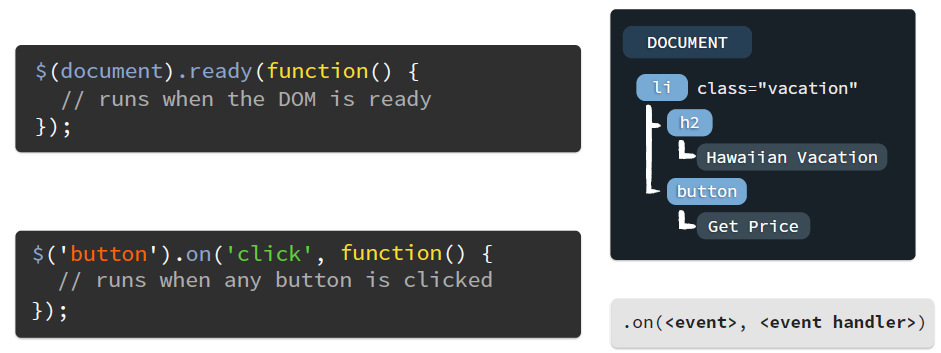 $(document).ready(function() {
// runs when the DOM is ready
});
$('button').on('click', function() {
// runs when any button is clicked
});
DOCUMENT
li class="vacation"
h2
Hawaiian Vacation
button
Get Price
.on(<event>, <event handler>)